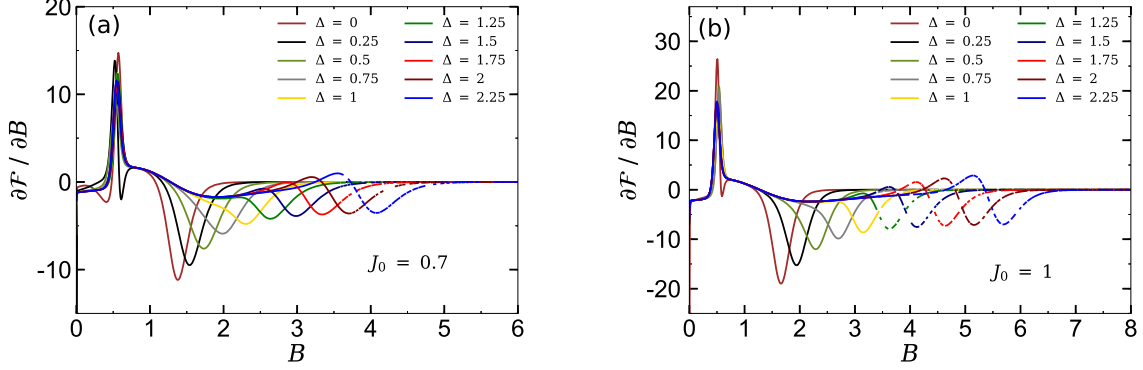 (a)
Δ = 0
Δ = 0.25
Δ = 0.5
Δ = 0.75
Δ = 1
Δ = 1.25
Δ = 1.5
Δ = 1.75
Δ = 2
Δ = 2.25
20
10
0
-10
∂ℱ / ∂B
J₀ = 0.7
0 1 2 3 4 5 6
B
(b)
Δ = 0
Δ = 0.25
Δ = 0.5
Δ = 0.75
Δ = 1
Δ = 1.25
Δ = 1.5
Δ = 1.75
Δ = 2
Δ = 2.25
30
20
10
0
-10
-20
∂ℱ / ∂B
J₀ = 1
0 1 2 3 4 5 6 7 8
B